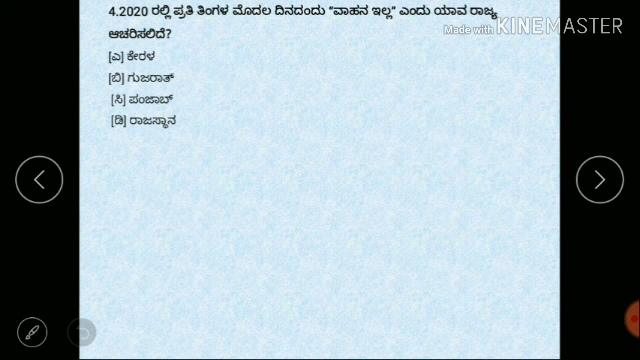 4.2020 ರಲ್ಲಿ ಪ್ರತಿ ತಿಂಗಳ ಮೊದಲ ದಿನದಂದು "ವಾಹನ ಇಲ್ಲ" ಎಂದು ಯಾವ ರಾಜ್ಯ
Made with KINEMASTER
ಆಚರಿಸಲಿದೆ?
[ಎ] ಕೇರಳ
[ಬಿ] ಗುಜರಾತ್
[ಸಿ] ಪಂಜಾಬ್
[ಡಿ] ರಾಜಸ್ಥಾನ